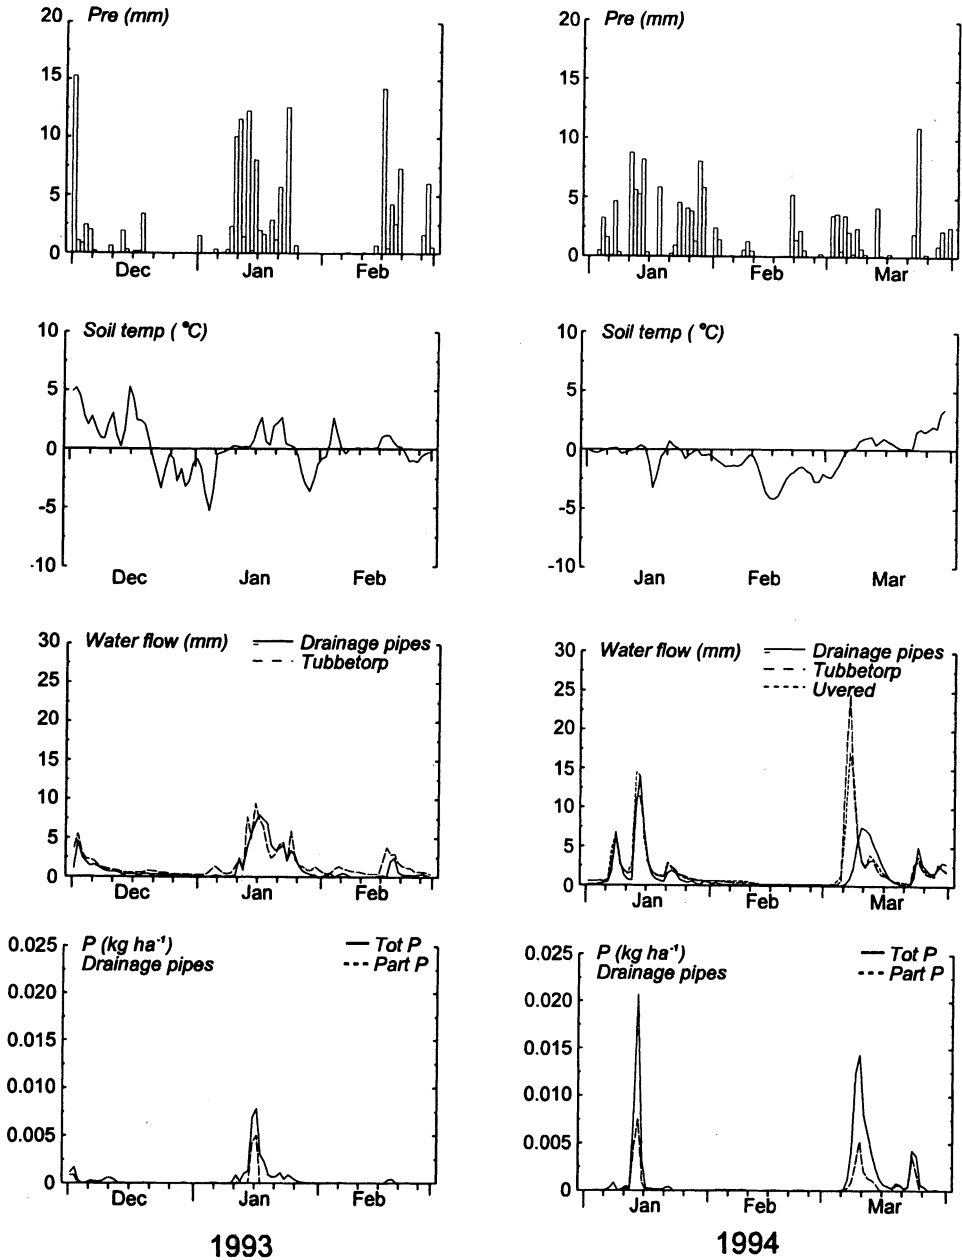 Pre (mm)
20
15
10
5
0
Dec Jan Feb
Pre (mm)
20
15
10
5
0
Jan Feb Mar
Soil temp ( °C)
10
5
0
-5
-10
Dec Jan Feb
Soil temp ( °C)
10
5
0
-5
-10
Jan Feb Mar
Water flow (mm)
Drainage pipes
Tubbetorp
30
25
20
15
10
5
0
Dec Jan Feb
Water flow (mm)
Drainage pipes
Tubbetorp
Uvered
30
25
20
15
10
5
0
Jan Feb Mar
P (kg ha⁻¹)
Drainage pipes
Tot P
Part P
0.025
0.020
0.015
0.010
0.005
0
Dec Jan Feb
1993
P (kg ha⁻¹)
Drainage pipes
Tot P
Part P
0.025
0.020
0.015
0.010
0.005
0
Jan Feb Mar
1994